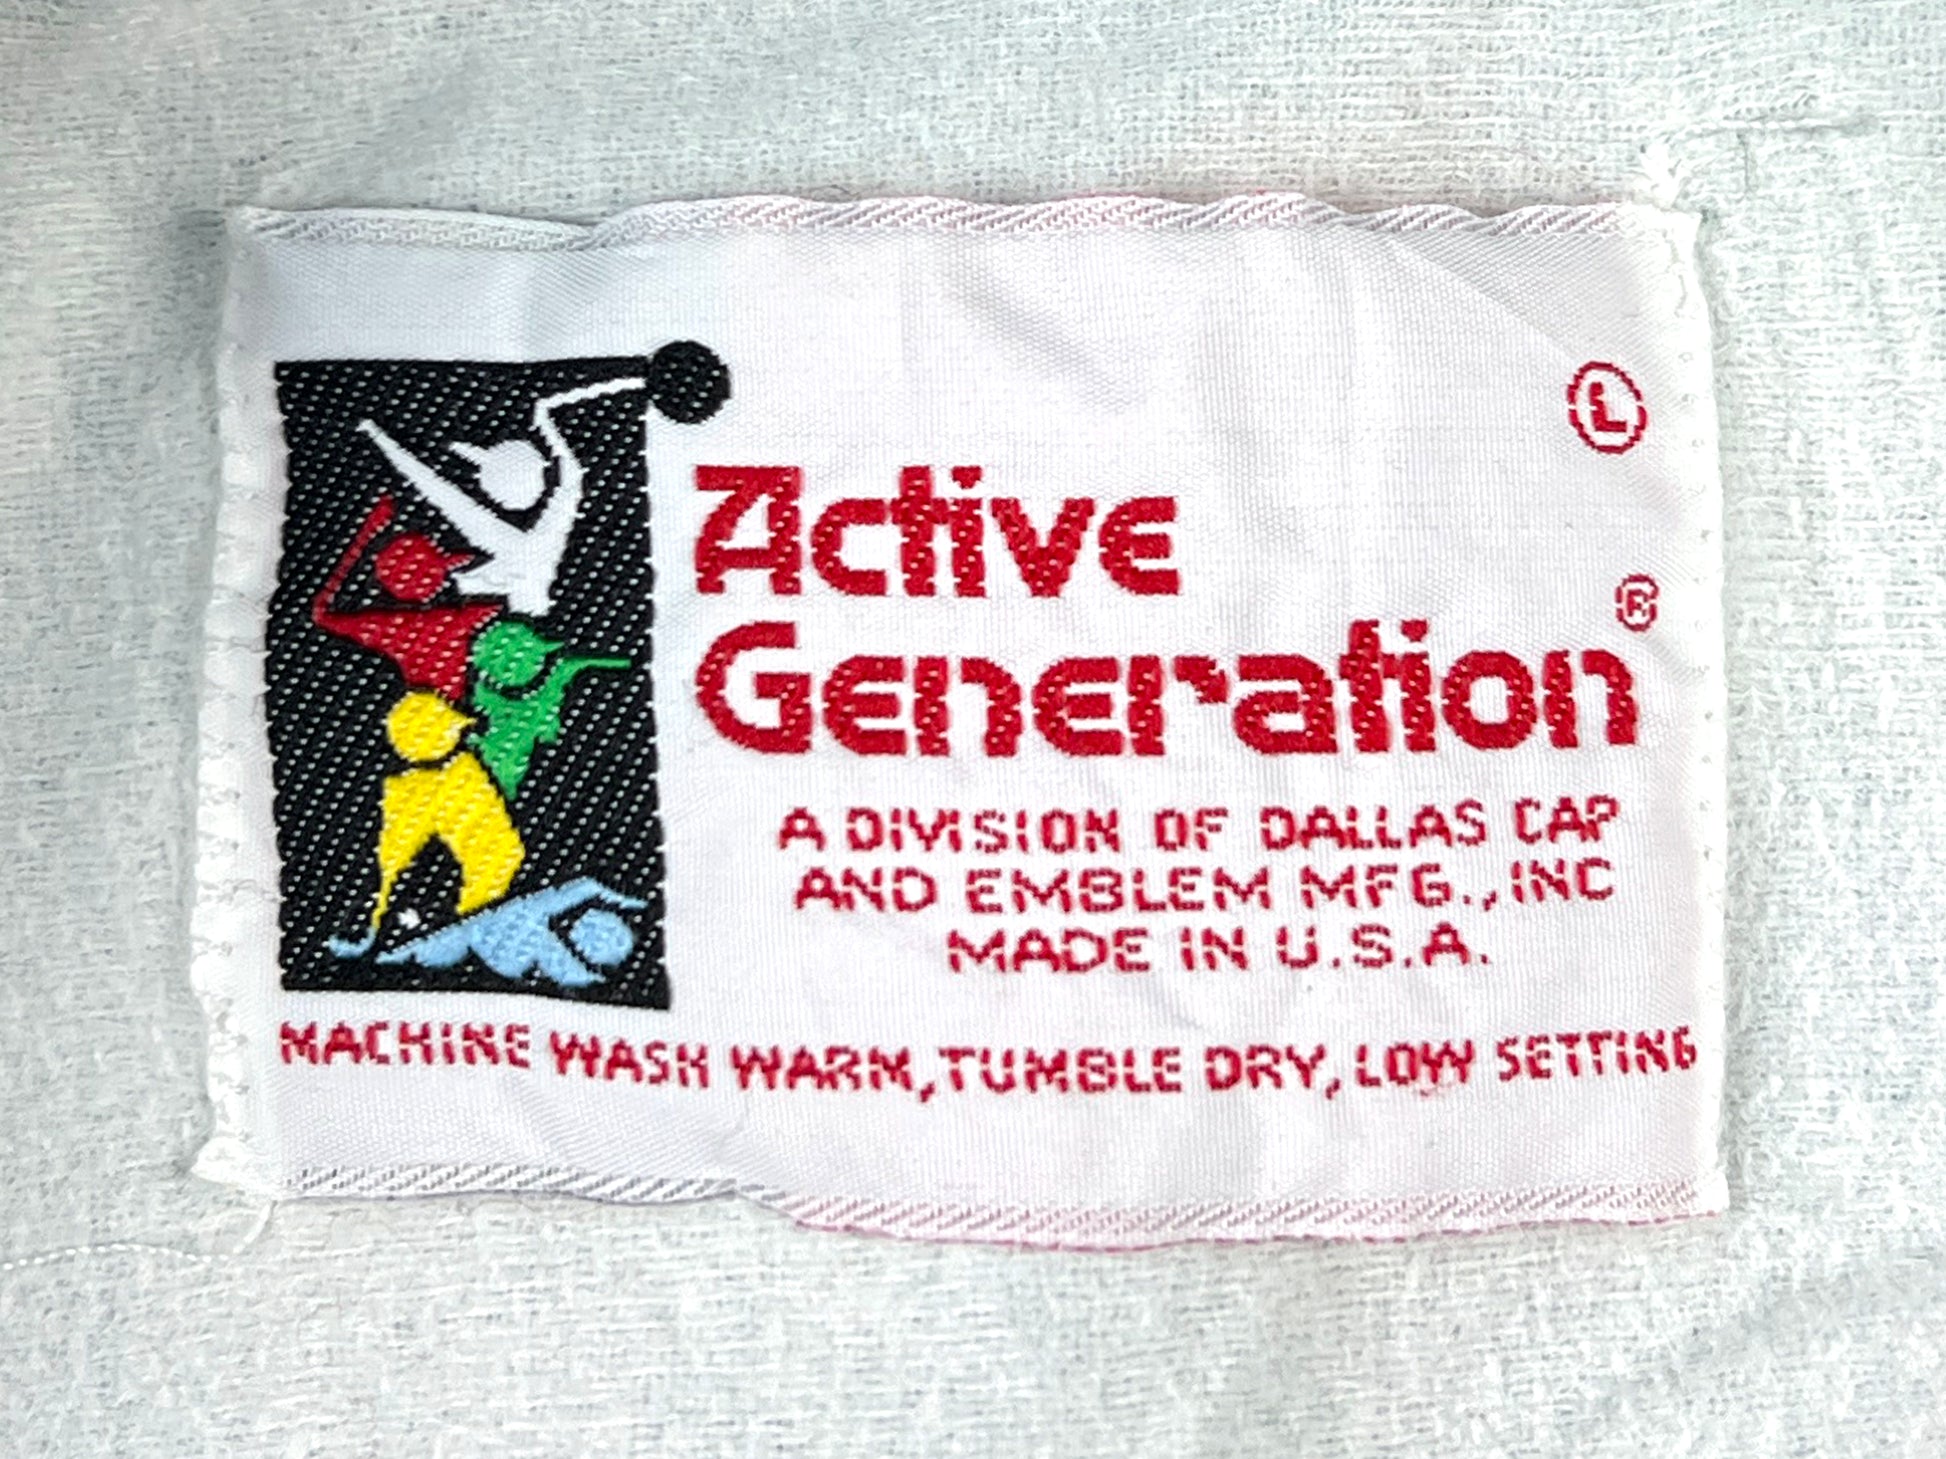 L
Active
Generation®
A DIVISION OF DALLAS CAP
AND EMBLEM MFG., INC
MADE IN U.S.A.
MACHINE WASH WARM, TUMBLE DRY, LOW SETTING